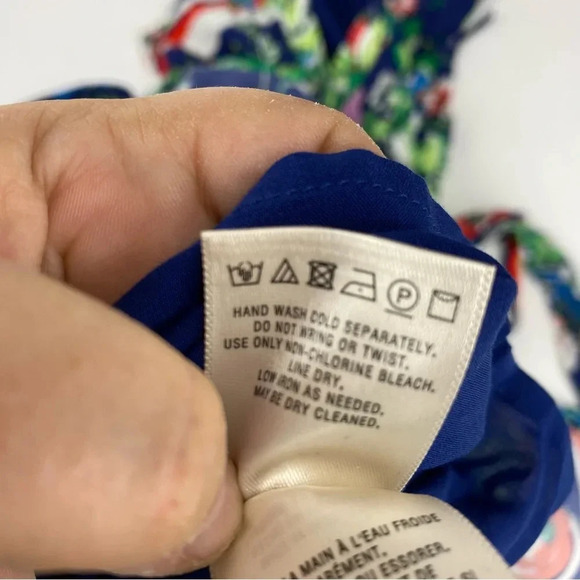 P
HAND WASH COLD SEPARATELY.
DO NOT WRING OR TWIST.
USE ONLY NON-CHLORINE BLEACH.
LINE DRY.
LOW IRON AS NEEDED.
MAY BE DRY CLEANED.
À MAIN À L'EAU FROIDE
ESSORER